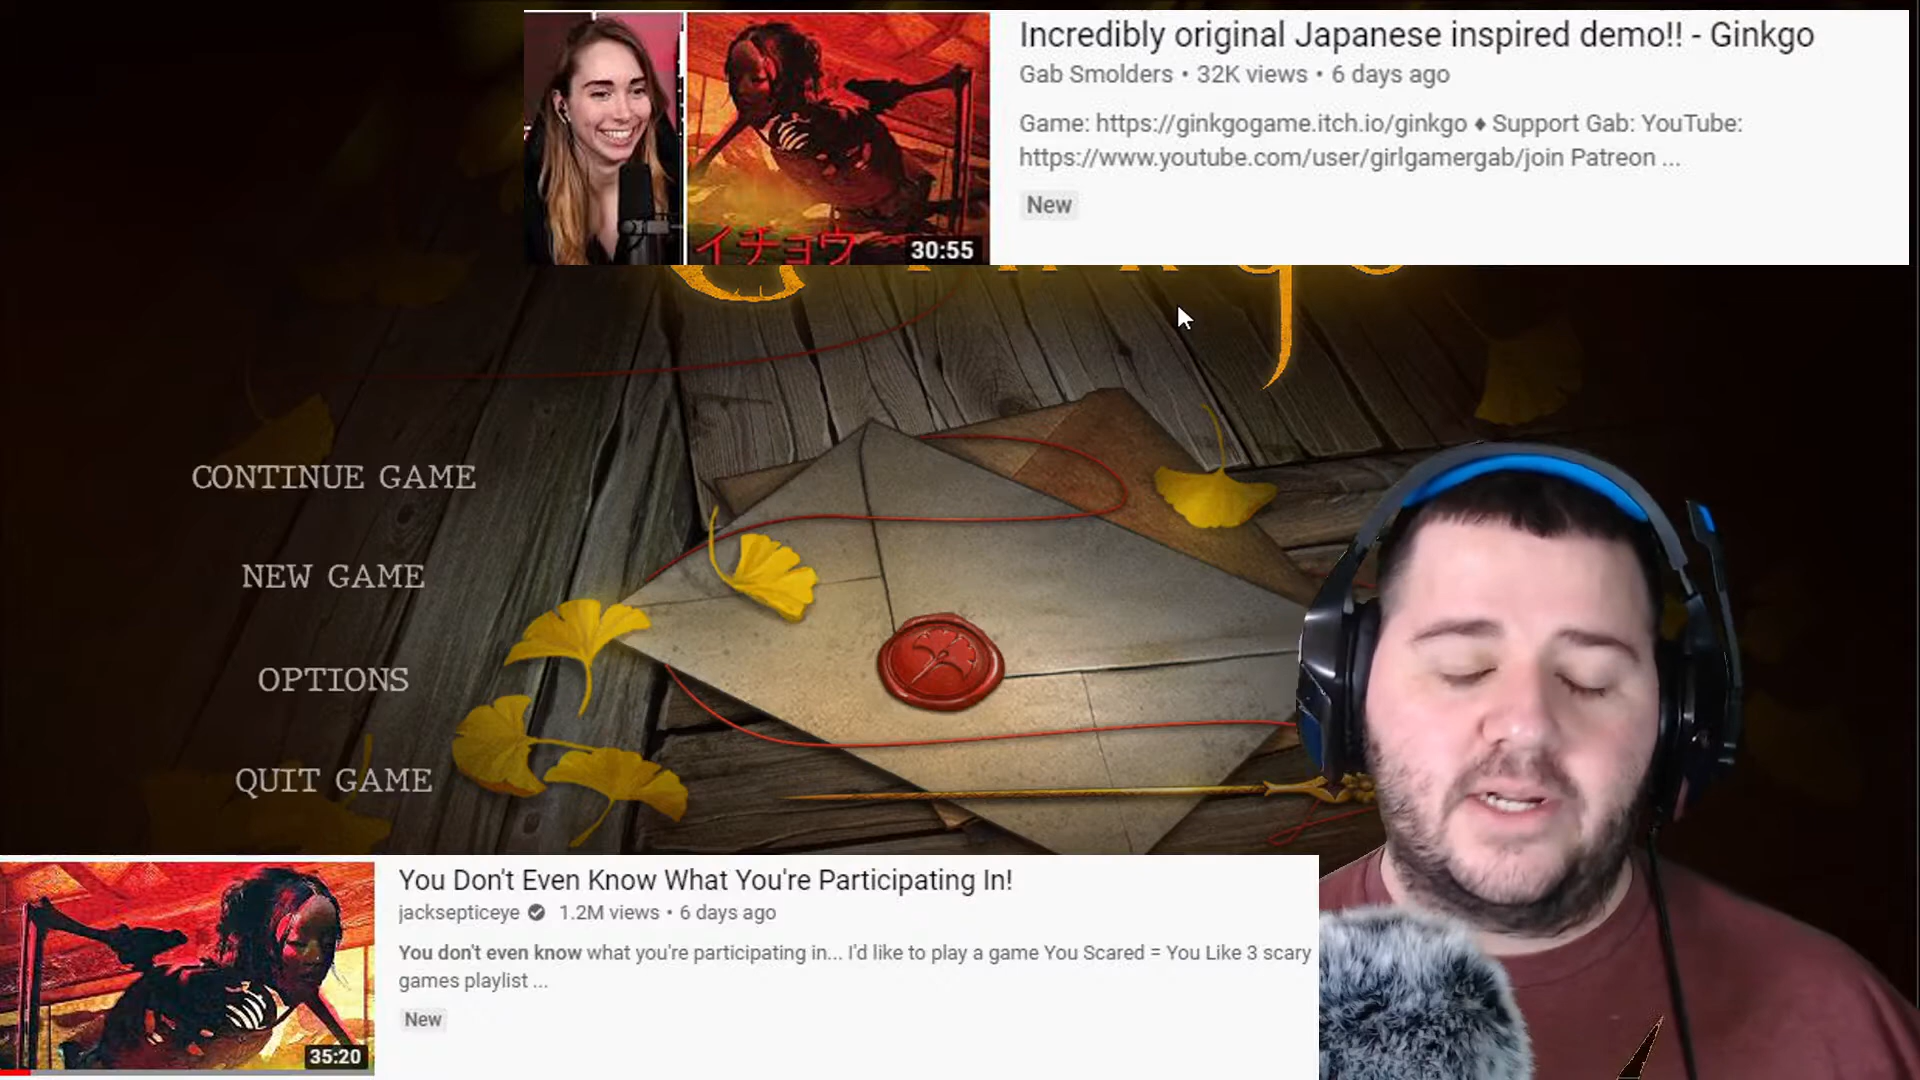 Incredibly original Japanese inspired demo!! - Ginkgo
Gab Smolders • 32K views • 6 days ago
Game: https://ginkgogame.itch.io/ginkgo ♦ Support Gab: YouTube:
https://www.youtube.com/user/girlgamergab/join Patreon ...
New
イチョウ
30:55
CONTINUE GAME
NEW GAME
OPTIONS
QUIT GAME
You Don't Even Know What You're Participating In!
jacksepticeye 1.2M views • 6 days ago
You don't even know what you're participating in... I'd like to play a game You Scared = You Like 3 scary
games playlist ...
New
35:20